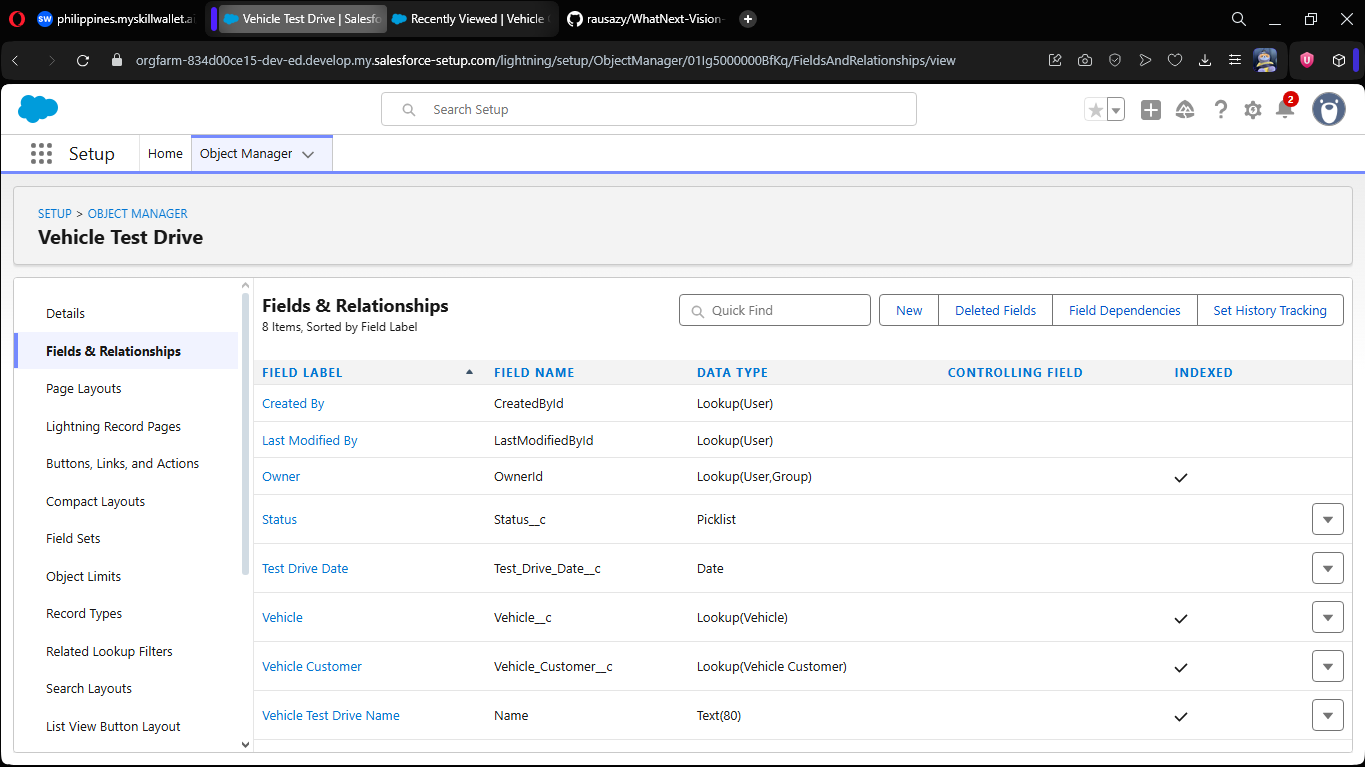 SW philippines.myskillwallet.ai
Vehicle Test Drive | Salesfo
Recently Viewed | Vehicle
rausazy/WhatNext-Vision-
orgfarm-834d00ce15-dev-ed.develop.my.salesforce-setup.com/lightning/setup/ObjectManager/01Ig5000000BfKq/FieldsAndRelationships/view
Search Setup
2
Setup
Home
Object Manager
SETUP > OBJECT MANAGER
Vehicle Test Drive
Details
Fields & Relationships
Page Layouts
Lightning Record Pages
Buttons, Links, and Actions
Compact Layouts
Field Sets
Object Limits
Record Types
Related Lookup Filters
Search Layouts
List View Button Layout
Fields & Relationships
8 Items, Sorted by Field Label
Quick Find
New
Deleted Fields
Field Dependencies
Set History Tracking
FIELD LABEL FIELD NAME DATA TYPE CONTROLLING FIELD INDEXED
Created By CreatedById Lookup(User)
Last Modified By LastModifiedById Lookup(User)
Owner OwnerId Lookup(User,Group)
Status Status__c Picklist
Test Drive Date Test_Drive_Date__c Date
Vehicle Vehicle__c Lookup(Vehicle)
Vehicle Customer Vehicle_Customer__c Lookup(Vehicle Customer)
Vehicle Test Drive Name Name Text(80)